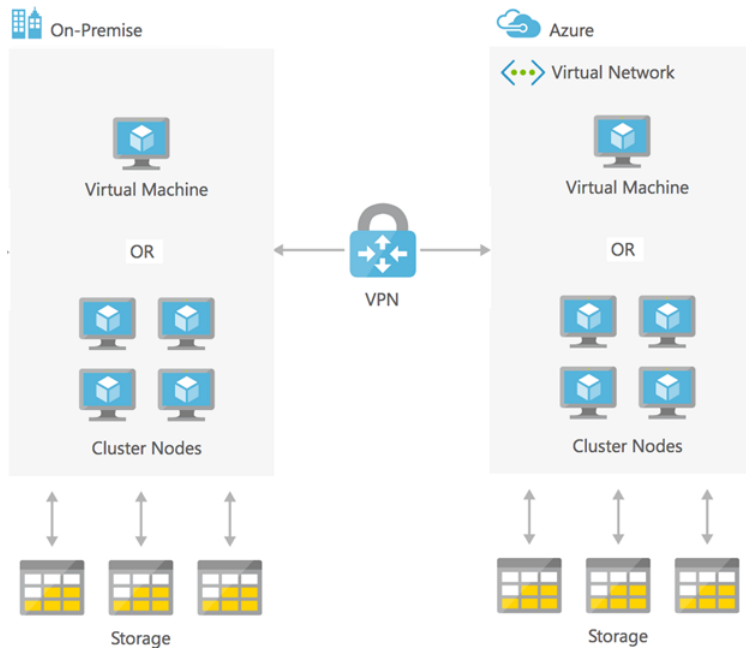 On-Premise
Virtual Machine
OR
Cluster Nodes
Storage
VPN
Azure
Virtual Network
Virtual Machine
OR
Cluster Nodes
Storage